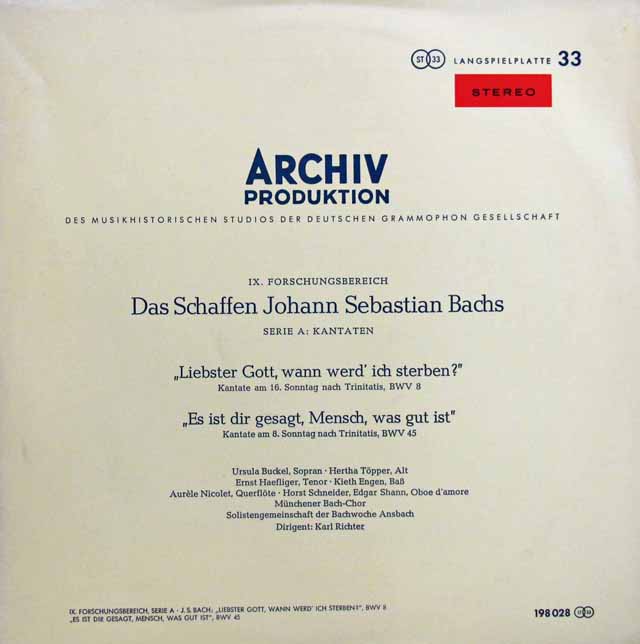 ST 33 LANGSPIELPLATTE 33
STEREO
ARCHIV
PRODUKTION
DES MUSIKHISTORISCHEN STUDIOS DER DEUTSCHEN GRAMMOPHON GESELLSCHAFT
IX. FORSCHUNGSBEREICH
Das Schaffen Johann Sebastian Bachs
SERIE A: KANTATEN
„Liebster Gott, wann werd' ich sterben?"
Kantate am 16. Sonntag nach Trinitatis, BWV 8
„Es ist dir gesagt, Mensch, was gut ist"
Kantate am 8. Sonntag nach Trinitatis, BWV 45
Ursula Buckel, Sopran · Hertha Töpper, Alt
Ernst Haefliger, Tenor · Kieth Engen, Baß
Aurèle Nicolet, Querflöte · Horst Schneider, Edgar Shann, Oboe d'amore
Münchener Bach-Chor
Solistengemeinschaft der Bachwoche Ansbach
Dirigent: Karl Richter
IX. FORSCHUNGSBEREICH, SERIE A · J. S. BACH: „LIEBSTER GOTT, WANN WERD' ICH STERBEN?", BWV 8
„ES IST DIR GESAGT, MENSCH, WAS GUT IST", BWV 45
198 028 ST 33